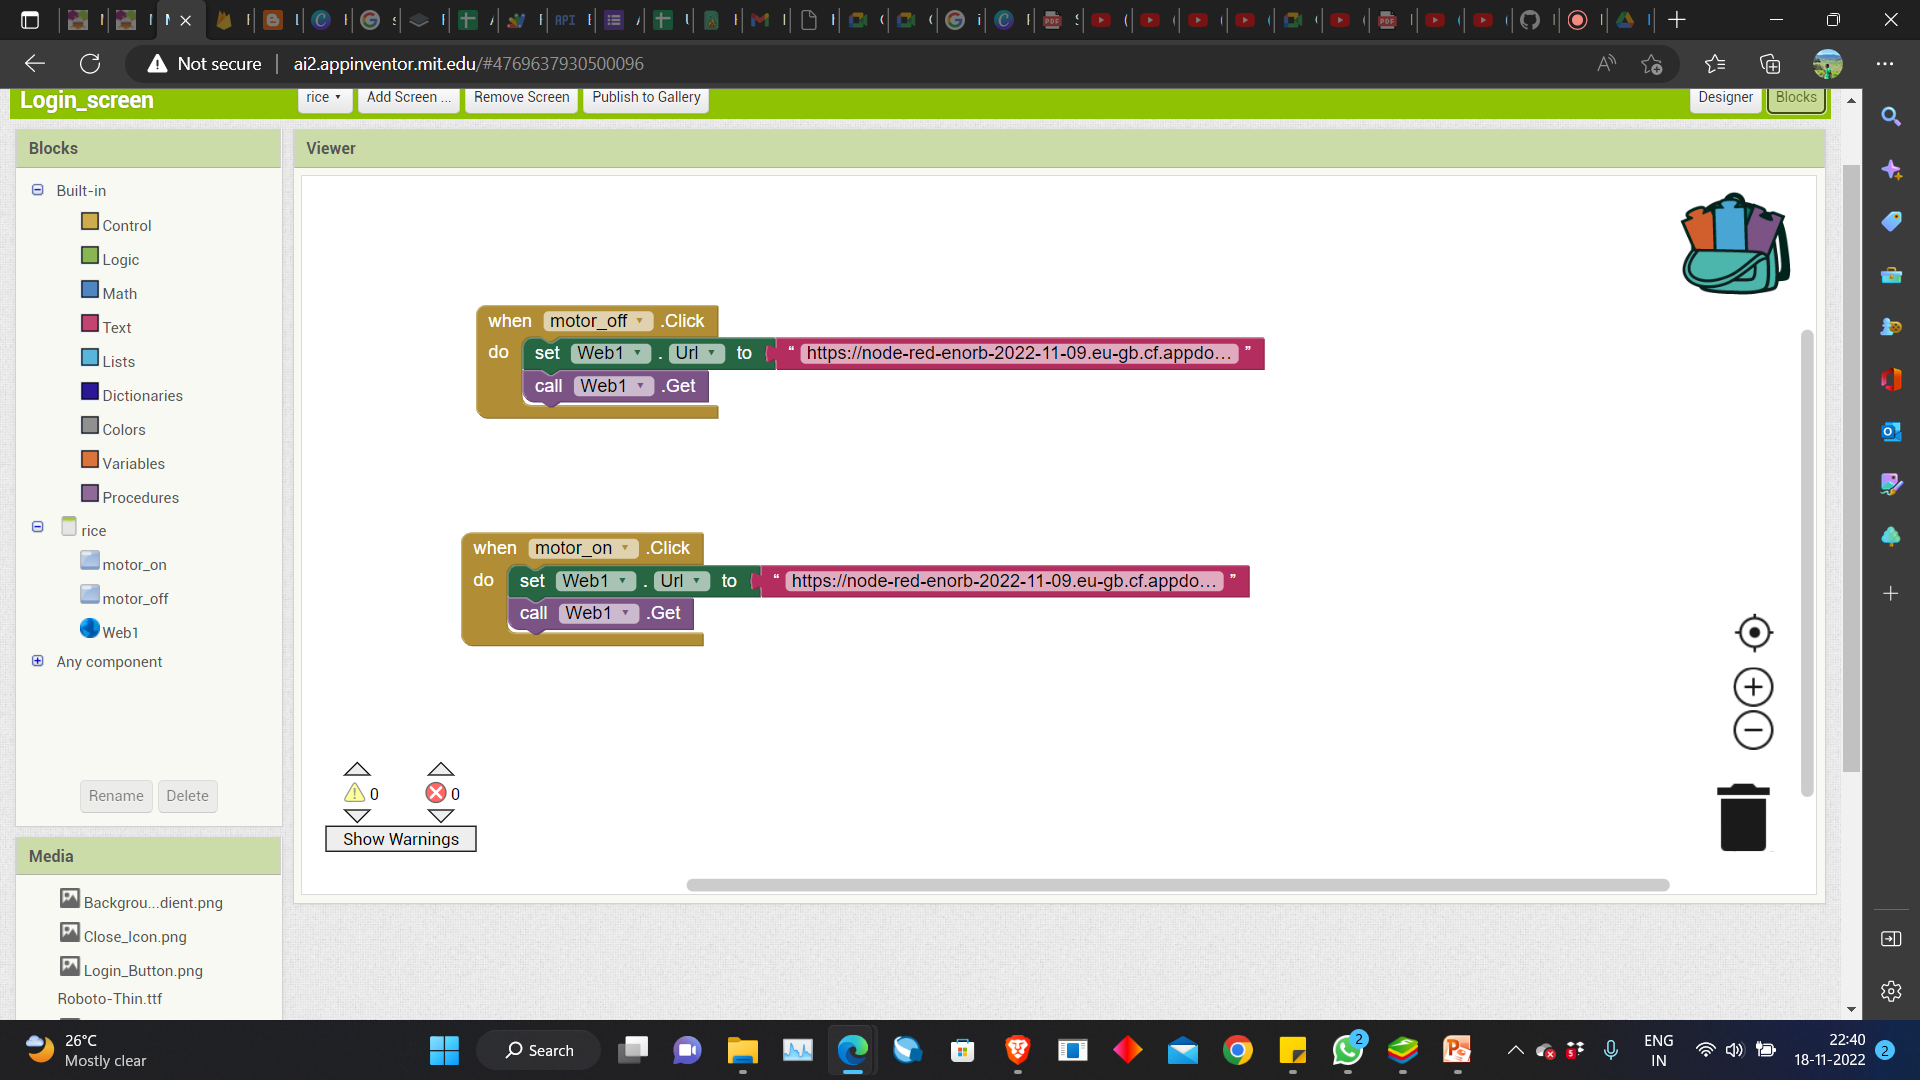 Not secure
ai2.appinventor.mit.edu/#4769637930500096
Login_screen
rice
Add Screen ...
Remove Screen
Publish to Gallery
Designer
Blocks
Blocks
Viewer
Built-in
Control
Logic
Math
Text
Lists
Dictionaries
Colors
Variables
Procedures
rice
motor_on
motor_off
Web1
Any component
Rename
Delete
when motor_off .Click
do set Web1 . Url to “ https://node-red-enorb-2022-11-09.eu-gb.cf.appdo... ”
call Web1 .Get
when motor_on .Click
do set Web1 . Url to “ https://node-red-enorb-2022-11-09.eu-gb.cf.appdo... ”
call Web1 .Get
0
0
Show Warnings
Media
Backgrou...dient.png
Close_Icon.png
Login_Button.png
Roboto-Thin.ttf
26°C
Mostly clear
Search
2
ENG
IN
22:40
18-11-2022
2